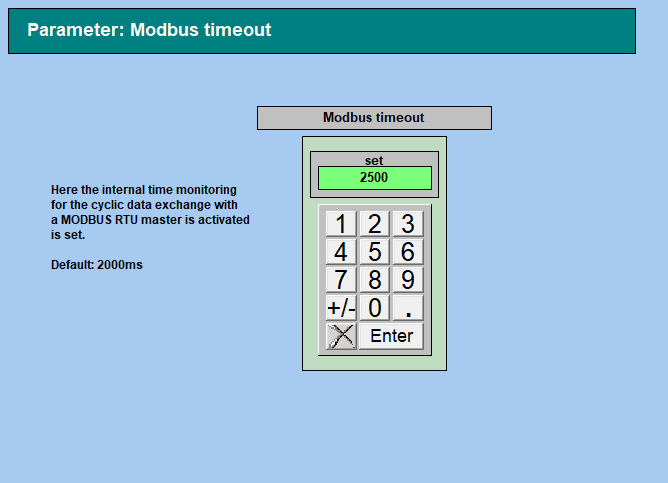 Parameter: Modbus timeout
Modbus timeout
set
2500
Here the internal time monitoring
for the cyclic data exchange with
a MODBUS RTU master is activated
is set.
Default: 2000ms
1 2 3
4 5 6
7 8 9
+/- 0 .
Enter